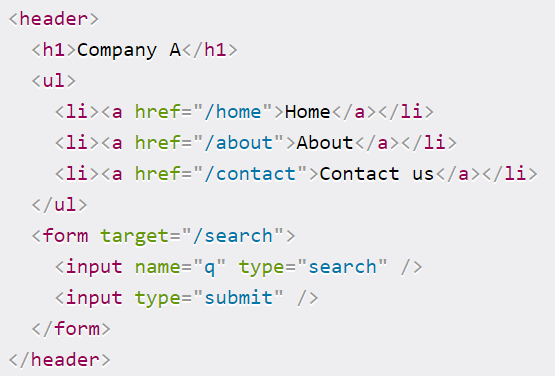 <header>
  <h1>Company A</h1>
  <ul>
    <li><a href="/home">Home</a></li>
    <li><a href="/about">About</a></li>
    <li><a href="/contact">Contact us</a></li>
  </ul>
  <form target="/search">
    <input name="q" type="search" />
    <input type="submit" />
  </form>
</header>